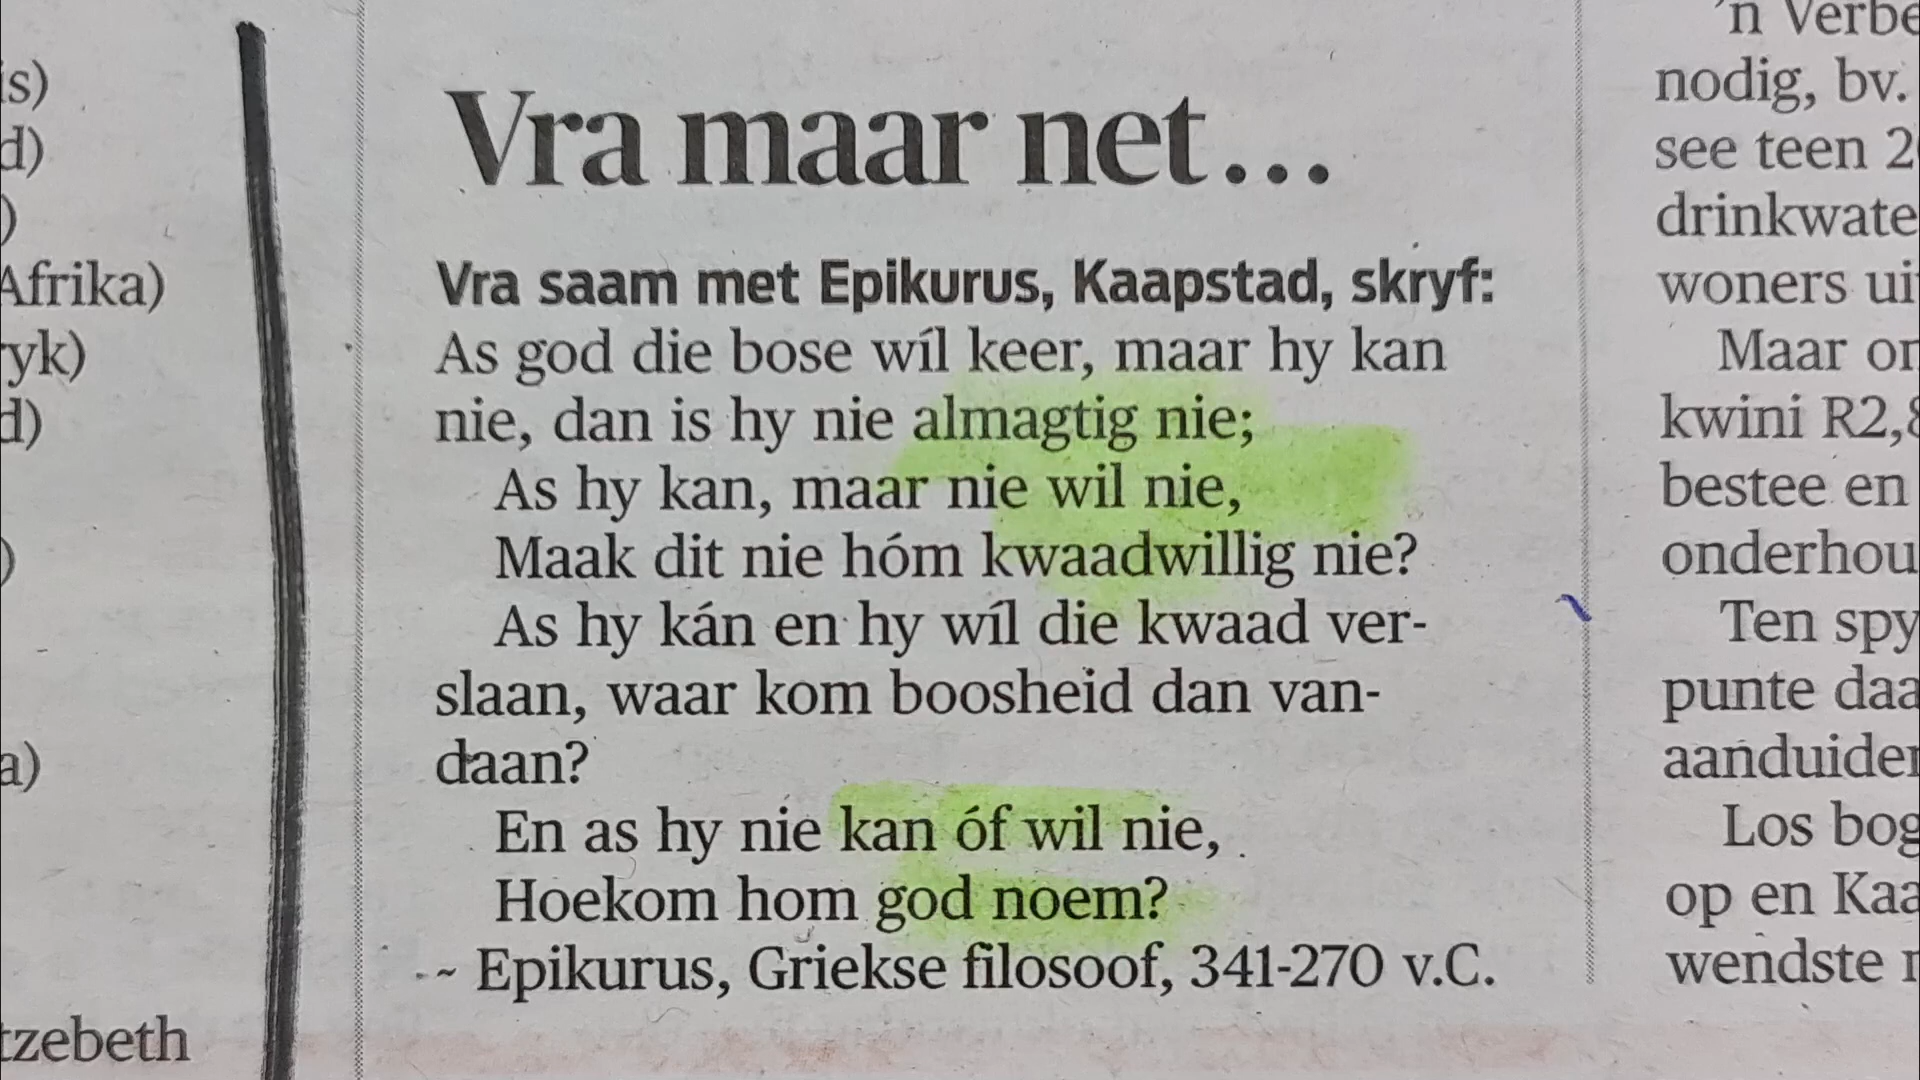 is)
d)
)
Afrika)
ryk)
d)
)
a)
tzebeth
Vra maar net...
Vra saam met Epikurus, Kaapstad, skryf:
As god die bose wíl keer, maar hy kan
nie, dan is hy nie almagtig nie;
As hy kan, maar nie wil nie,
Maak dit nie hóm kwaadwillig nie?
As hy kán en hy wíl die kwaad ver-
slaan, waar kom boosheid dan van-
daan?
En as hy nie kan óf wil nie,
Hoekom hom god noem?
~ Epikurus, Griekse filosoof, 341-270 v.C.
'n Verbe
nodig, bv.
see teen 2
drinkwate
woners ui
Maar or
kwini R2,8
bestee en
onderhou
Ten spy
punte daa
aanduider
Los bog
op en Kaa
wendste